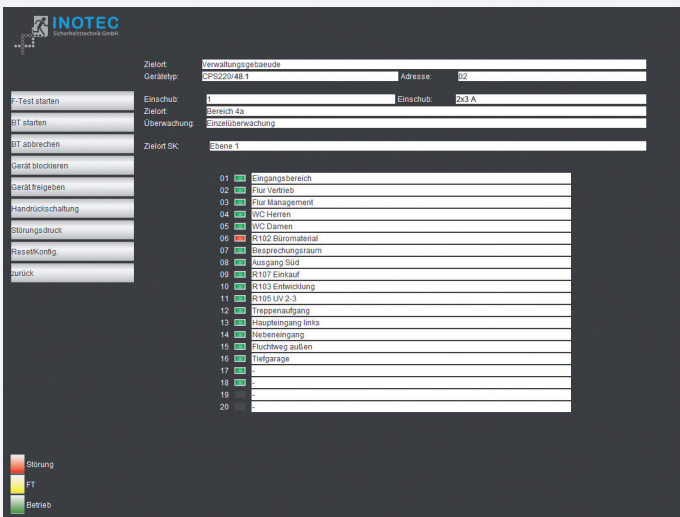 INOTEC
Sicherheitstechnik GmbH
Zielort: Verwaltungsgebaeude
Gerätetyp: CPS220/48.1 Adresse: 02
Einschub: 1 Einschub: 2x3 A
Zielort: Bereich 4a
Überwachung: Einzelüberwachung
Zielort SK: Ebene 1
F-Test starten
BT starten
BT abbrechen
Gerät blockieren
Gerät freigeben
Handrückschaltung
Störungsdruck
Reset/Konfig.
zurück
01 Eingangsbereich
02 Flur Vertrieb
03 Flur Management
04 WC Herren
05 WC Damen
06 R102 Büromaterial
07 Besprechungsraum
08 Ausgang Süd
09 R107 Einkauf
10 R103 Entwicklung
11 R105 UV 2-3
12 Treppenaufgang
13 Haupteingang links
14 Nebeneingang
15 Fluchtweg außen
16 Tiefgarage
17 -
18 -
19 -
20 -
Störung
FT
Betrieb